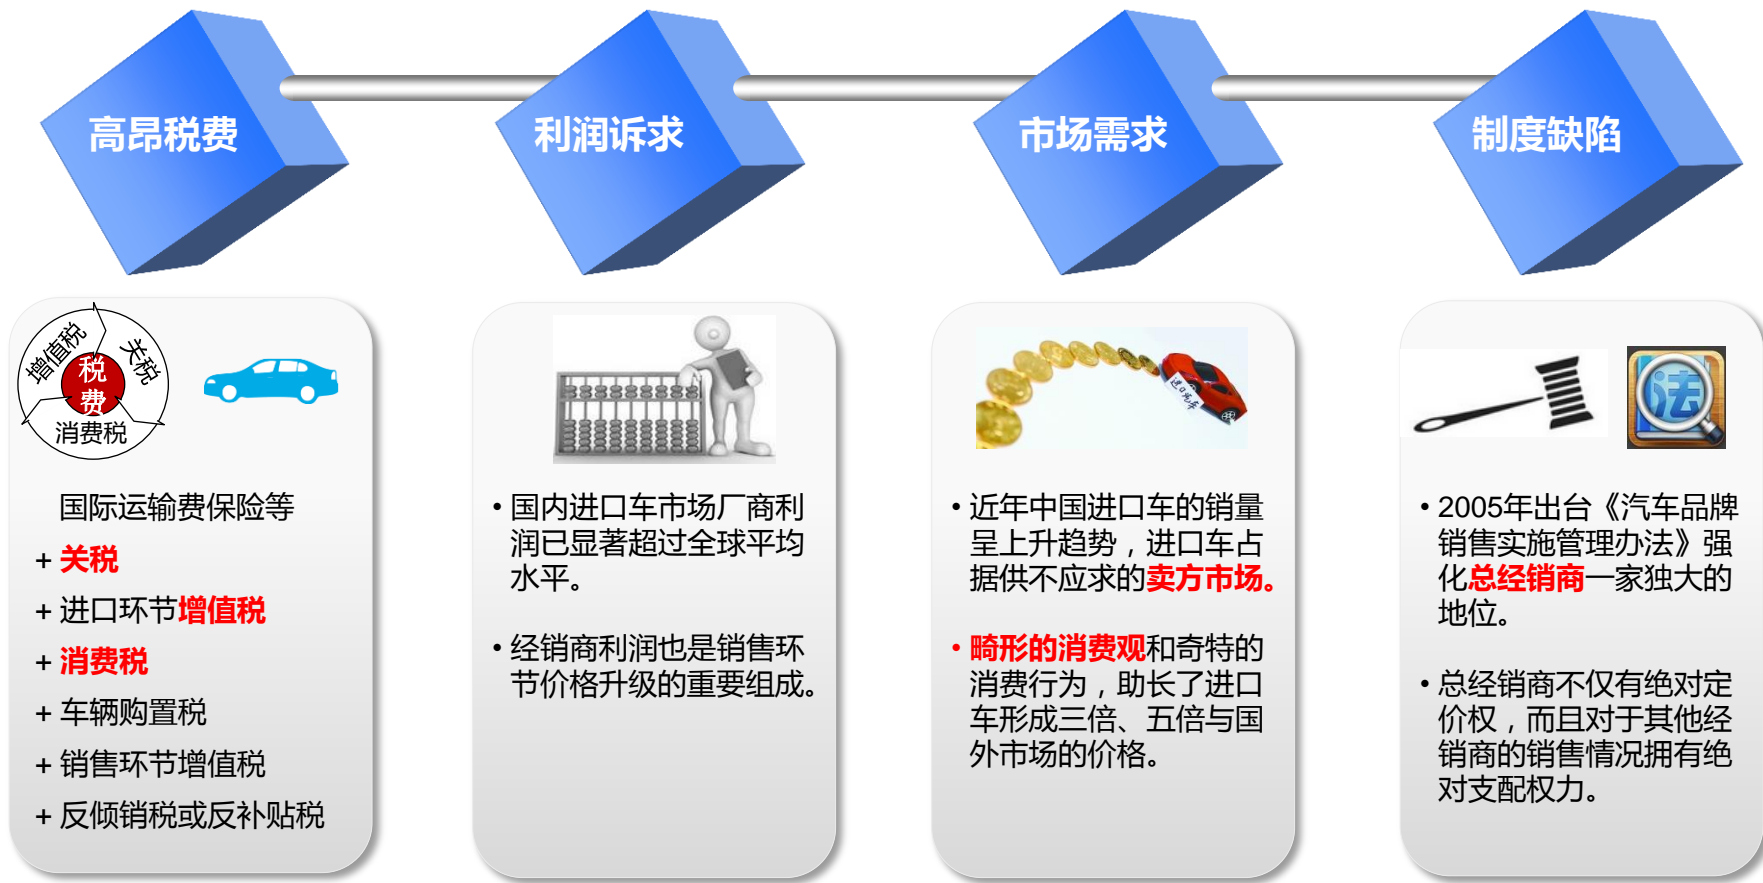 高昂税费
利润诉求
市场需求
制度缺陷
增值税
关税
税
费
消费税
国际运输费保险等
+ 关税
+ 进口环节增值税
+ 消费税
+ 车辆购置税
+ 销售环节增值税
+ 反倾销税或反补贴税
• 国内进口车市场厂商利
润已显著超过全球平均
水平。
• 经销商利润也是销售环
节价格升级的重要组成。
进口汽车
• 近年中国进口车的销量
呈上升趋势，进口车占
据供不应求的卖方市场。
• 畸形的消费观和奇特的
消费行为，助长了进口
车形成三倍、五倍与国
外市场的价格。
法
• 2005年出台《汽车品牌
销售实施管理办法》强
化总经销商一家独大的
地位。
• 总经销商不仅有绝对定
价权，而且对于其他经
销商的销售情况拥有绝
对支配权力。